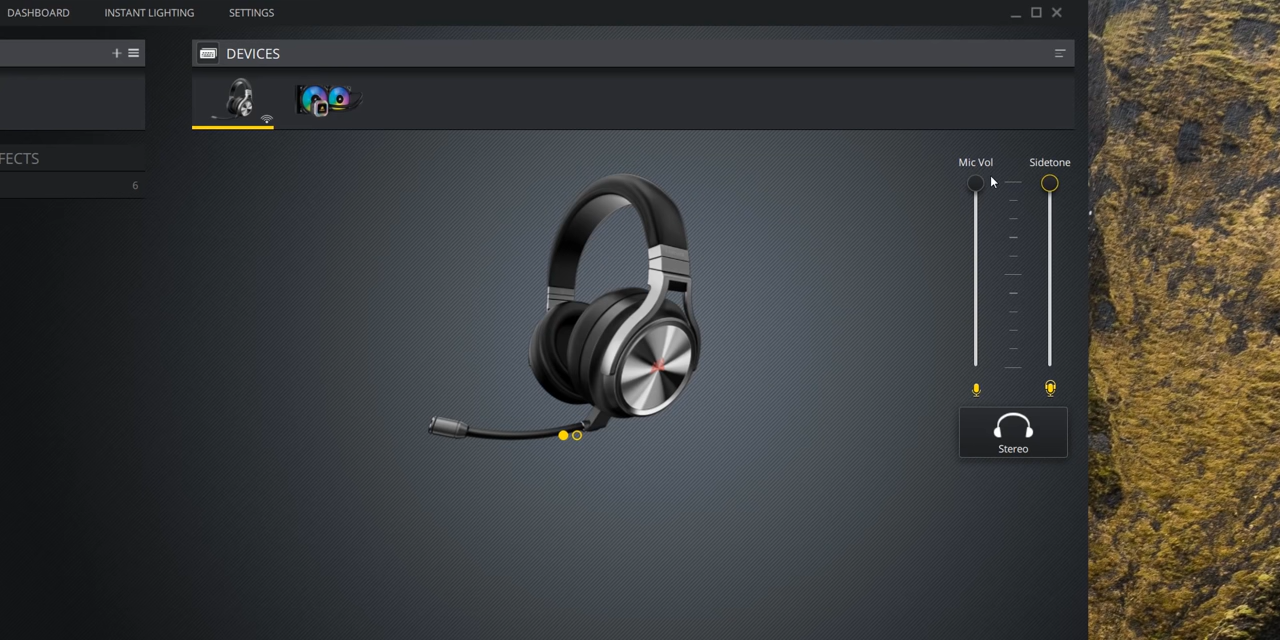 DASHBOARD INSTANT LIGHTING SETTINGS
DEVICES
FECTS
6
Mic Vol Sidetone
Stereo